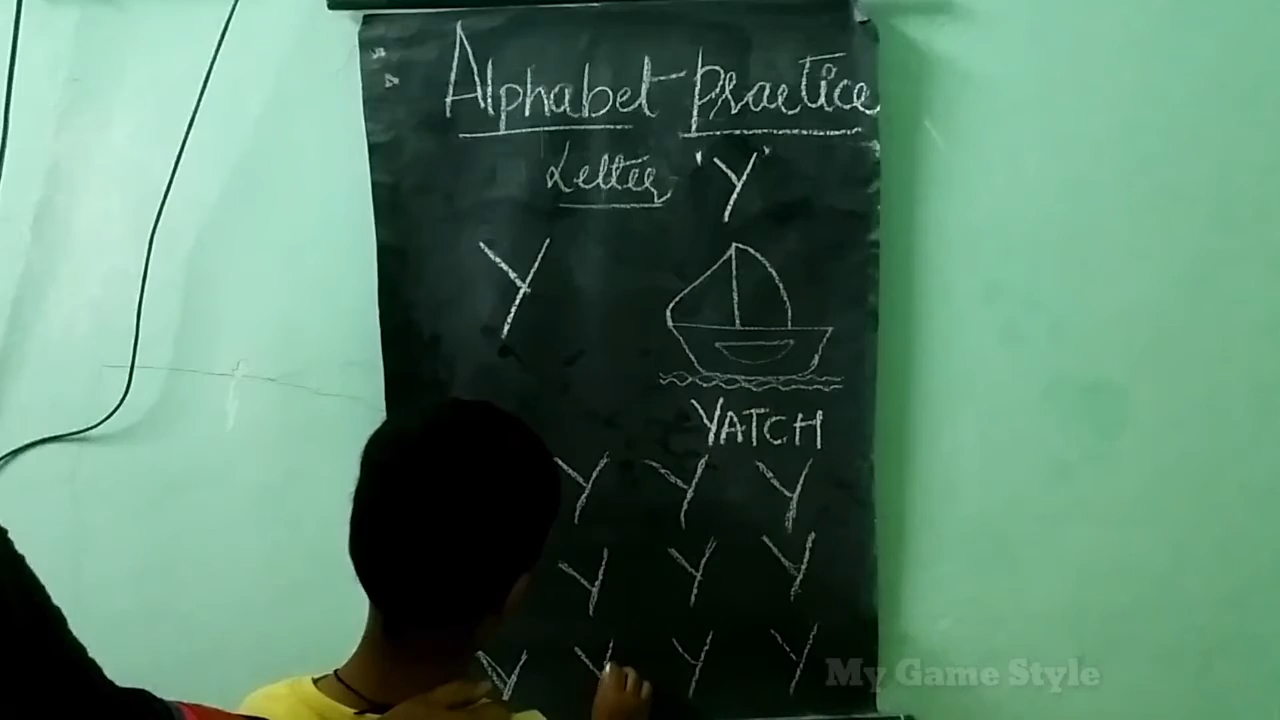 Alphabet practice
Letter "Y"
Y
YATCH
Y Y Y
Y Y Y
Y Y Y Y
My Game Style